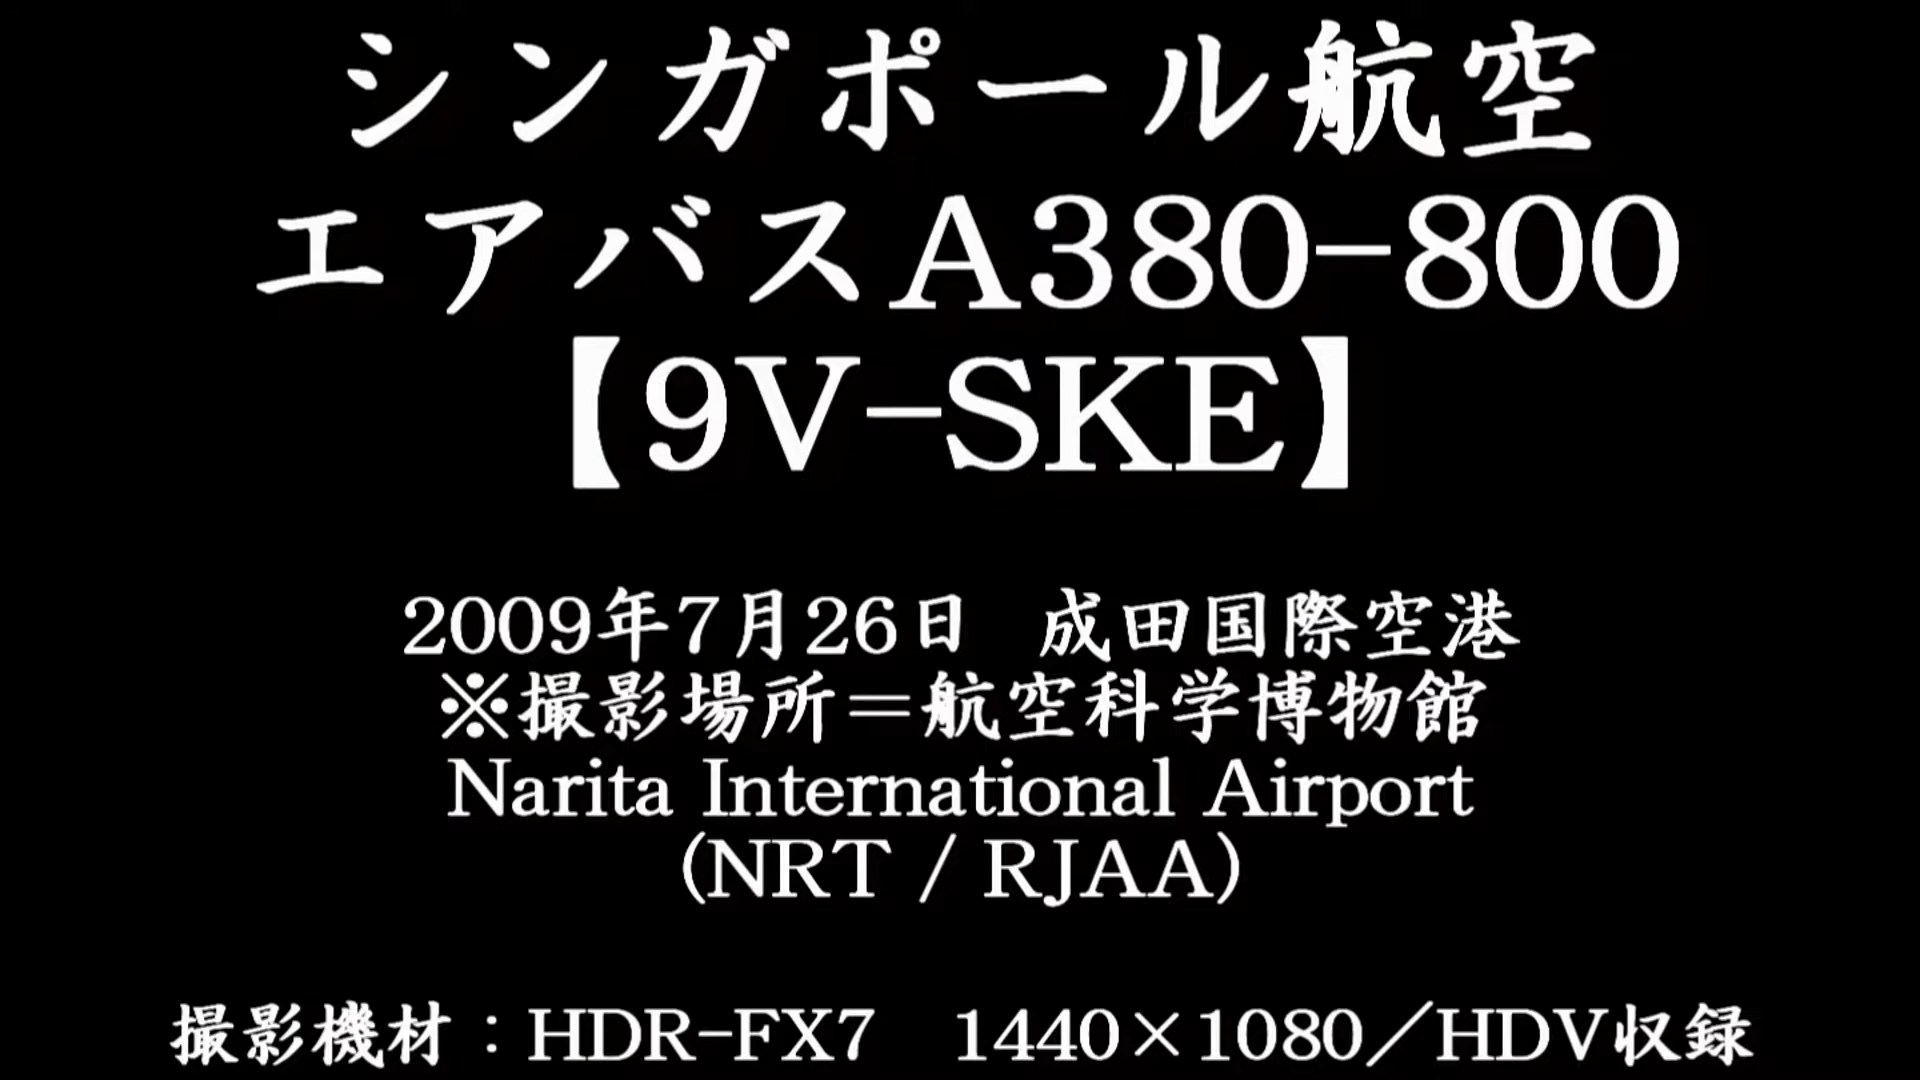 シンガポール航空
エアバスA380-800
【9V-SKE】
2009年7月26日　成田国際空港
※撮影場所＝航空科学博物館
Narita International Airport
(NRT / RJAA)
撮影機材：HDR-FX7　1440×1080／HDV収録